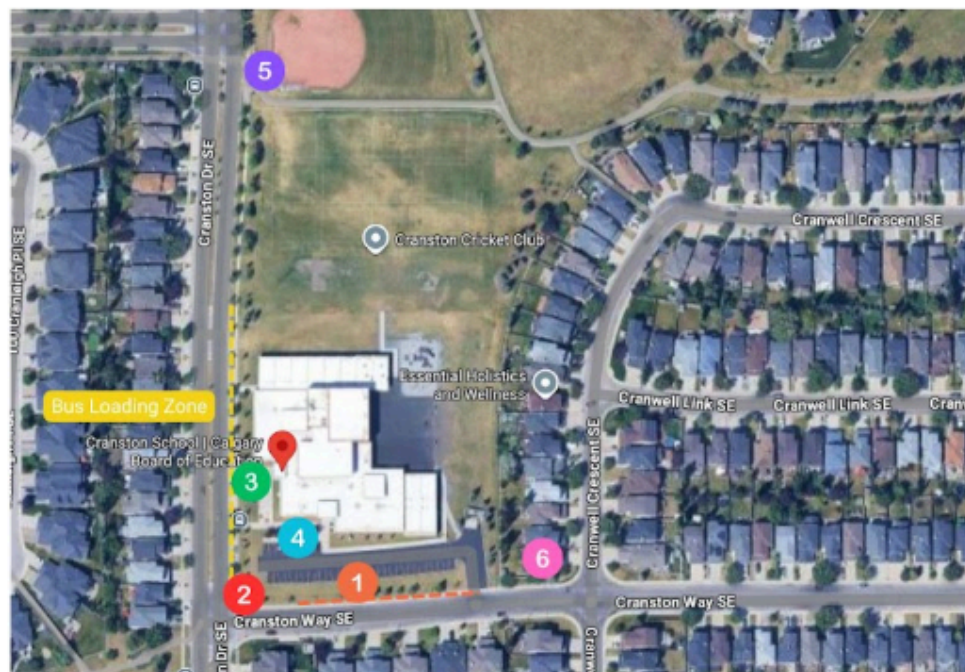 5
Cranston Dr SE
Cranwell Crescent SE
Cranston Cricket Club
Essential Holistics
and Wellness
Cranwell Link SE
Cranwell Link SE
Bus Loading Zone
Cranston School | Calgary
Board of Education
3
Cranwell Crescent SE
4
6
1
2
Cranston Way SE
Cranston Way SE